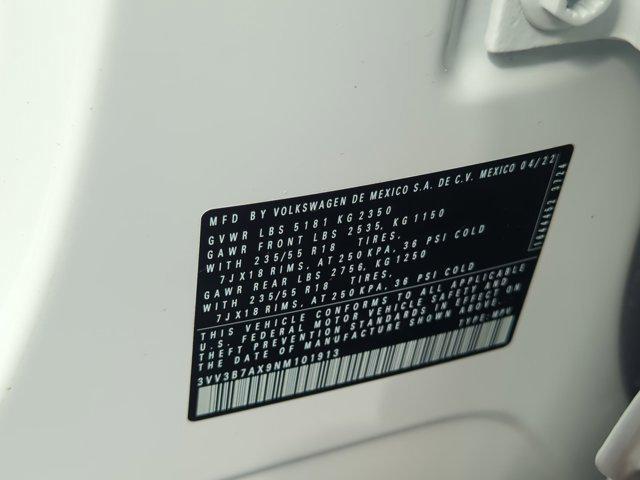 MFD BY VOLKSWAGEN DE MEXICO S.A. DE C.V. MEXICO 04/22
GVWR LBS 5181 KG 2350
GAWR FRONT LBS 2535, KG 1150
WITH 235/55 R18 TIRES,
7JX18 RIMS, AT 250 KPA, 36 PSI COLD
GAWR REAR LBS 2756, KG 1250
WITH 235/55 R18 TIRES,
7JX18 RIMS, AT 250KPA, 36 PSI COLD
THIS VEHICLE CONFORMS TO ALL APPLICABLE
U.S. FEDERAL MOTOR VEHICLE SAFETY AND
THEFT PREVENTION STANDARDS IN EFFECT ON
THE DATE OF MANUFACTURE SHOWN ABOVE.
TYPE: MPV
3VV3B7AX9NM101913